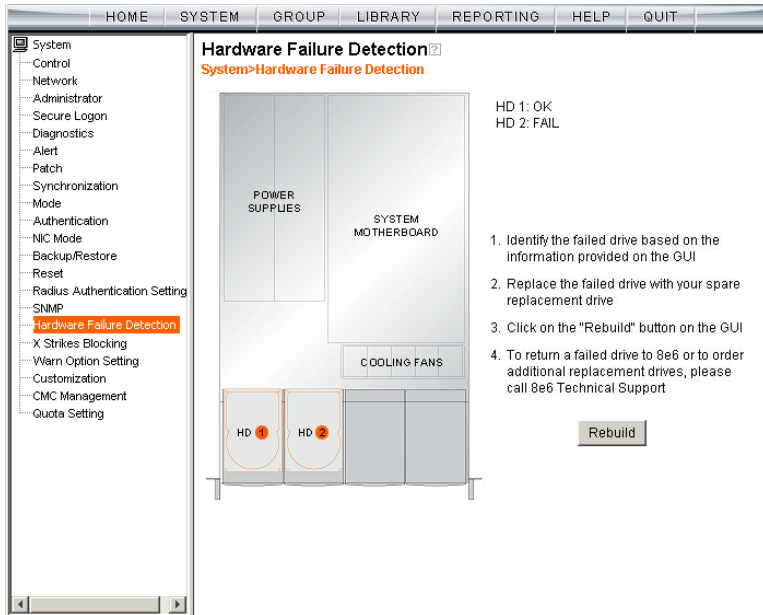 HOME SYSTEM GROUP LIBRARY REPORTING HELP QUIT
System
Control
Network
Administrator
Secure Logon
Diagnostics
Alert
Patch
Synchronization
Mode
Authentication
NIC Mode
Backup/Restore
Reset
Radius Authentication Setting
SNMP
Hardware Failure Detection
X Strikes Blocking
Warn Option Setting
Customization
CMC Management
Quota Setting
Hardware Failure Detection ?
System>Hardware Failure Detection
POWER
SUPPLIES
SYSTEM
MOTHERBOARD
COOLING FANS
HD 1
HD 2
HD 1: OK
HD 2: FAIL
1. Identify the failed drive based on the
information provided on the GUI
2. Replace the failed drive with your spare
replacement drive
3. Click on the "Rebuild" button on the GUI
4. To return a failed drive to 8e6 or to order
additional replacement drives, please
call 8e6 Technical Support
Rebuild